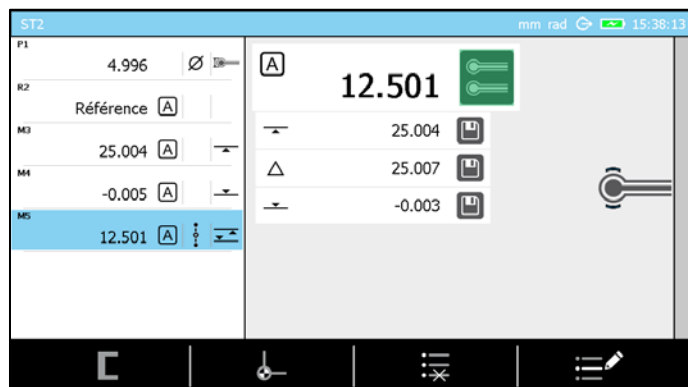 ST2 mm rad 15:38:13
P1
4.996 Ø
R2
Référence A
M3
25.004 A
M4
-0.005 A
M5
12.501 A
A
12.501
25.004
25.007
-0.003